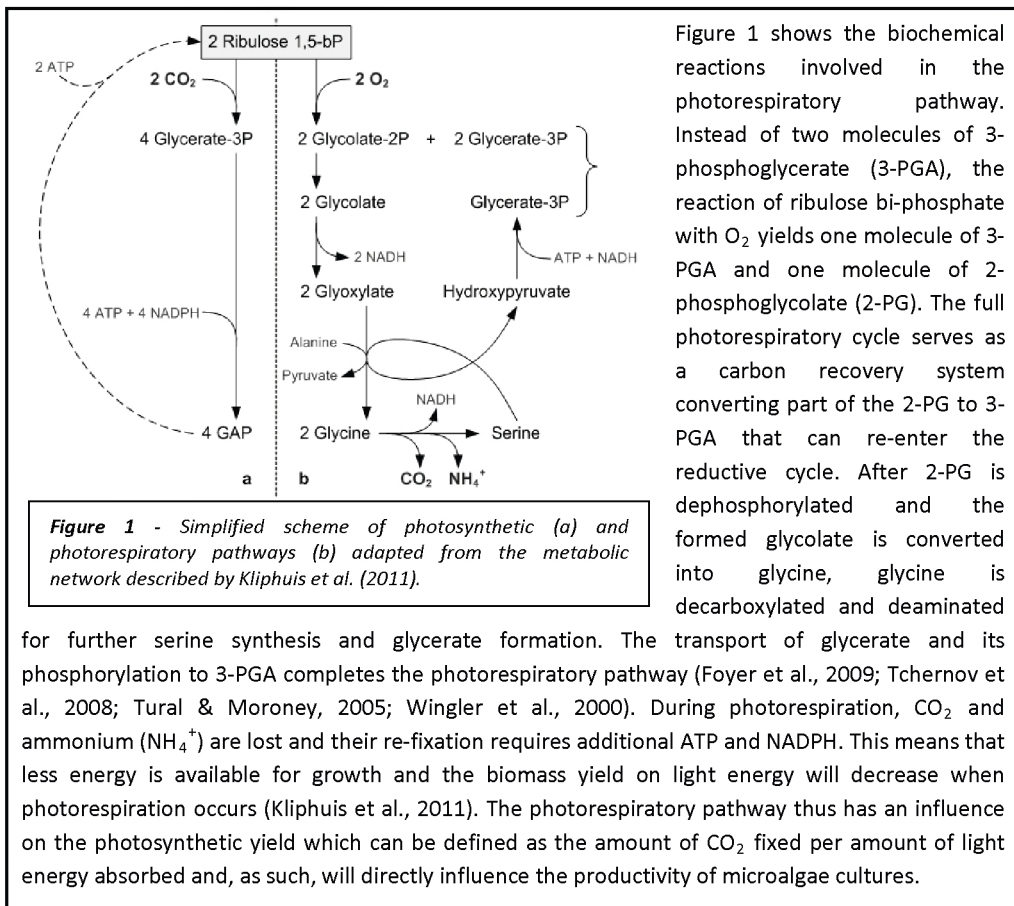 2 Ribulose 1,5-bP
2 ATP
2 CO₂
2 O₂
4 Glycerate-3P
2 Glycolate-2P + 2 Glycerate-3P
2 Glycolate
Glycerate-3P
2 NADH
ATP + NADH
2 Glyoxylate
Hydroxypyruvate
4 ATP + 4 NADPH
Alanine
Pyruvate
NADH
4 GAP
2 Glycine
Serine
a
b
CO₂
NH₄⁺
Figure 1 - Simplified scheme of photosynthetic (a) and
photorespiratory pathways (b) adapted from the metabolic
network described by Kliphuis et al. (2011).
Figure 1 shows the biochemical
reactions involved in the
photorespiratory pathway.
Instead of two molecules of 3-
phosphoglycerate (3-PGA), the
reaction of ribulose bi-phosphate
with O₂ yields one molecule of 3-
PGA and one molecule of 2-
phosphoglycolate (2-PG). The full
photorespiratory cycle serves as
a carbon recovery system
converting part of the 2-PG to 3-
PGA that can re-enter the
reductive cycle. After 2-PG is
dephosphorylated and the
formed glycolate is converted
into glycine, glycine is
decarboxylated and deaminated
for further serine synthesis and glycerate formation. The transport of glycerate and its
phosphorylation to 3-PGA completes the photorespiratory pathway (Foyer et al., 2009; Tchernov et
al., 2008; Tural & Moroney, 2005; Wingler et al., 2000). During photorespiration, CO₂ and
ammonium (NH₄⁺) are lost and their re-fixation requires additional ATP and NADPH. This means that
less energy is available for growth and the biomass yield on light energy will decrease when
photorespiration occurs (Kliphuis et al., 2011). The photorespiratory pathway thus has an influence
on the photosynthetic yield which can be defined as the amount of CO₂ fixed per amount of light
energy absorbed and, as such, will directly influence the productivity of microalgae cultures.